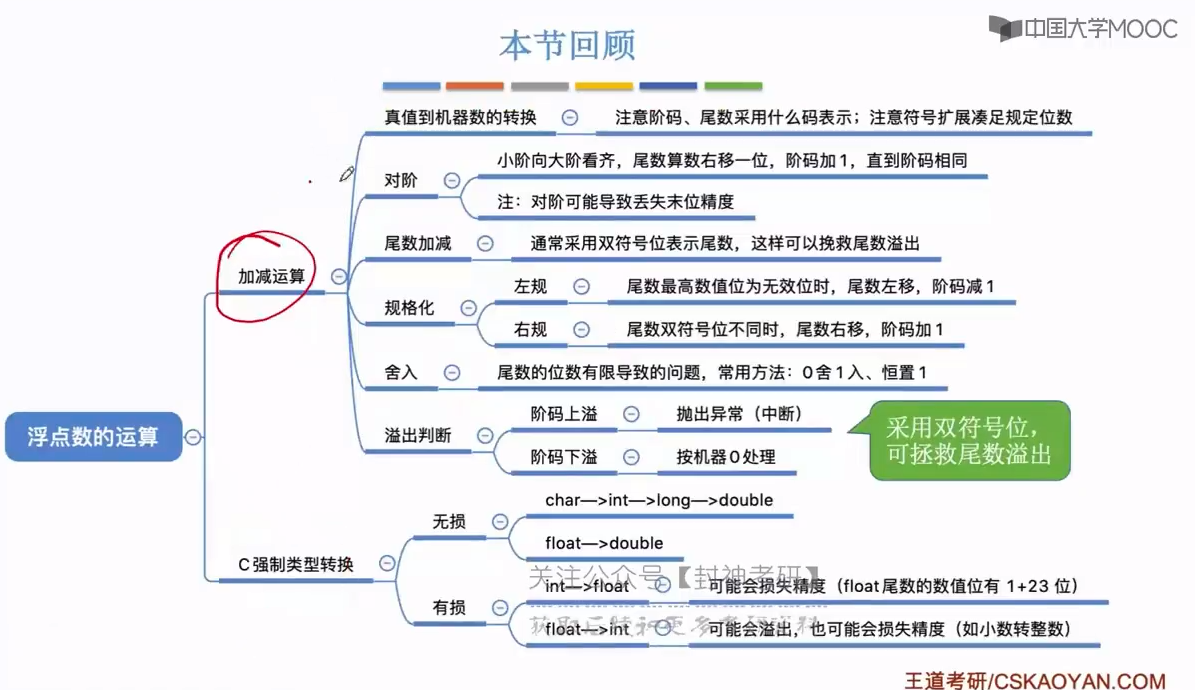 中国大学MOOC
本节回顾
真值到机器数的转换
注意阶码、尾数采用什么码表示；注意符号扩展凑足规定位数
对阶
小阶向大阶看齐，尾数算数右移一位，阶码加1，直到阶码相同
注：对阶可能导致丢失末位精度
尾数加减
通常采用双符号位表示尾数，这样可以挽救尾数溢出
加减运算
规格化
左规
尾数最高数值位为无效位时，尾数左移，阶码减1
右规
尾数双符号位不同时，尾数右移，阶码加1
舍入
尾数的位数有限导致的问题，常用方法：0舍1入、恒置1
溢出判断
阶码上溢
抛出异常（中断）
阶码下溢
按机器0处理
采用双符号位，
可拯救尾数溢出
浮点数的运算
C强制类型转换
无损
char—>int—>long—>double
float—>double
关注公众号【封神考研】
有损
int—>float
可能会损失精度（float尾数的数值位有 1+23 位）
float—>int
可能会溢出，也可能会损失精度（如小数转整数）
王道考研/CSKAOYAN.COM